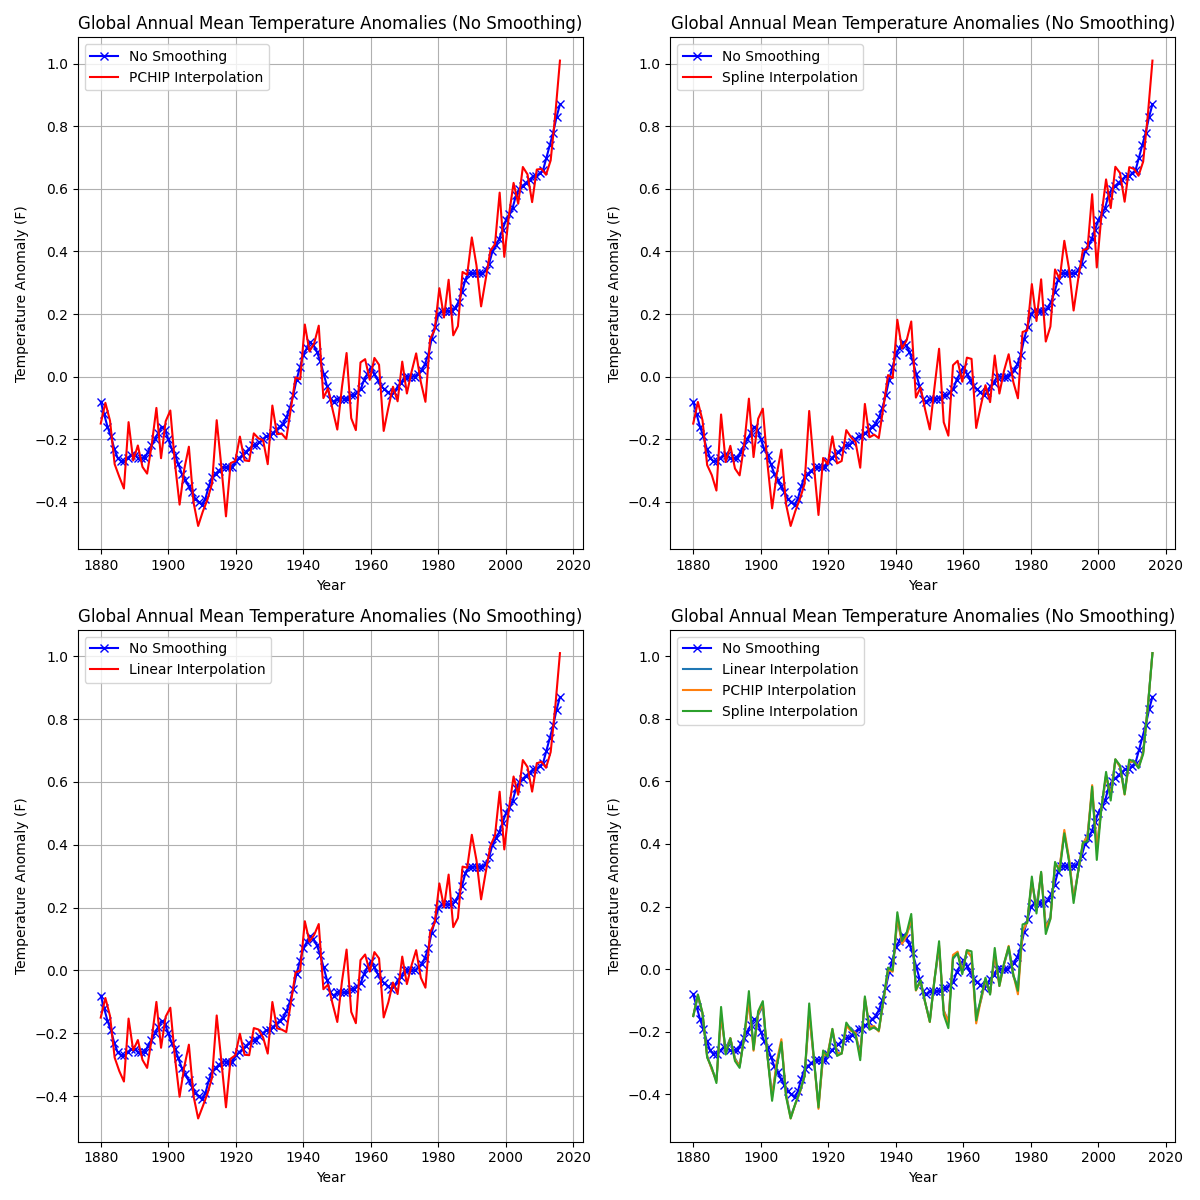 Global Annual Mean Temperature Anomalies (No Smoothing)
No Smoothing
PCHIP Interpolation
Temperature Anomaly (F)
1.0
0.8
0.6
0.4
0.2
0.0
−0.2
−0.4
1880 1900 1920 1940 1960 1980 2000 2020
Year
Global Annual Mean Temperature Anomalies (No Smoothing)
No Smoothing
Spline Interpolation
Temperature Anomaly (F)
1.0
0.8
0.6
0.4
0.2
0.0
−0.2
−0.4
1880 1900 1920 1940 1960 1980 2000 2020
Year
Global Annual Mean Temperature Anomalies (No Smoothing)
No Smoothing
Linear Interpolation
Temperature Anomaly (F)
1.0
0.8
0.6
0.4
0.2
0.0
−0.2
−0.4
1880 1900 1920 1940 1960 1980 2000 2020
Year
Global Annual Mean Temperature Anomalies (No Smoothing)
No Smoothing
Linear Interpolation
PCHIP Interpolation
Spline Interpolation
Temperature Anomaly (F)
1.0
0.8
0.6
0.4
0.2
0.0
−0.2
−0.4
1880 1900 1920 1940 1960 1980 2000 2020
Year